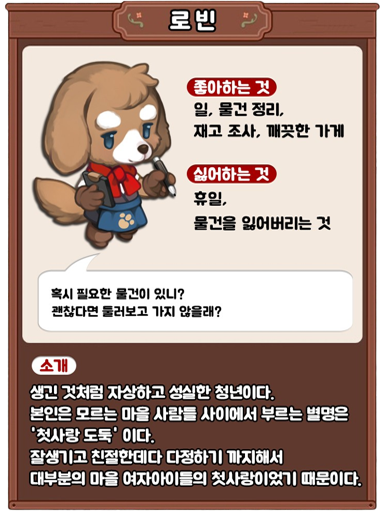 로빈
좋아하는 것
일, 물건 정리,
재고 조사, 깨끗한 가게
싫어하는 것
휴일,
물건을 잃어버리는 것
혹시 필요한 물건이 있니?
괜찮다면 둘러보고 가지 않을래?
소개
생긴 것처럼 자상하고 성실한 청년이다.
본인은 모르는 마을 사람들 사이에서 부르는 별명은
'첫사랑 도둑' 이다.
잘생기고 친절한데다 다정하기 까지해서
대부분의 마을 여자아이들의 첫사랑이었기 때문이다.